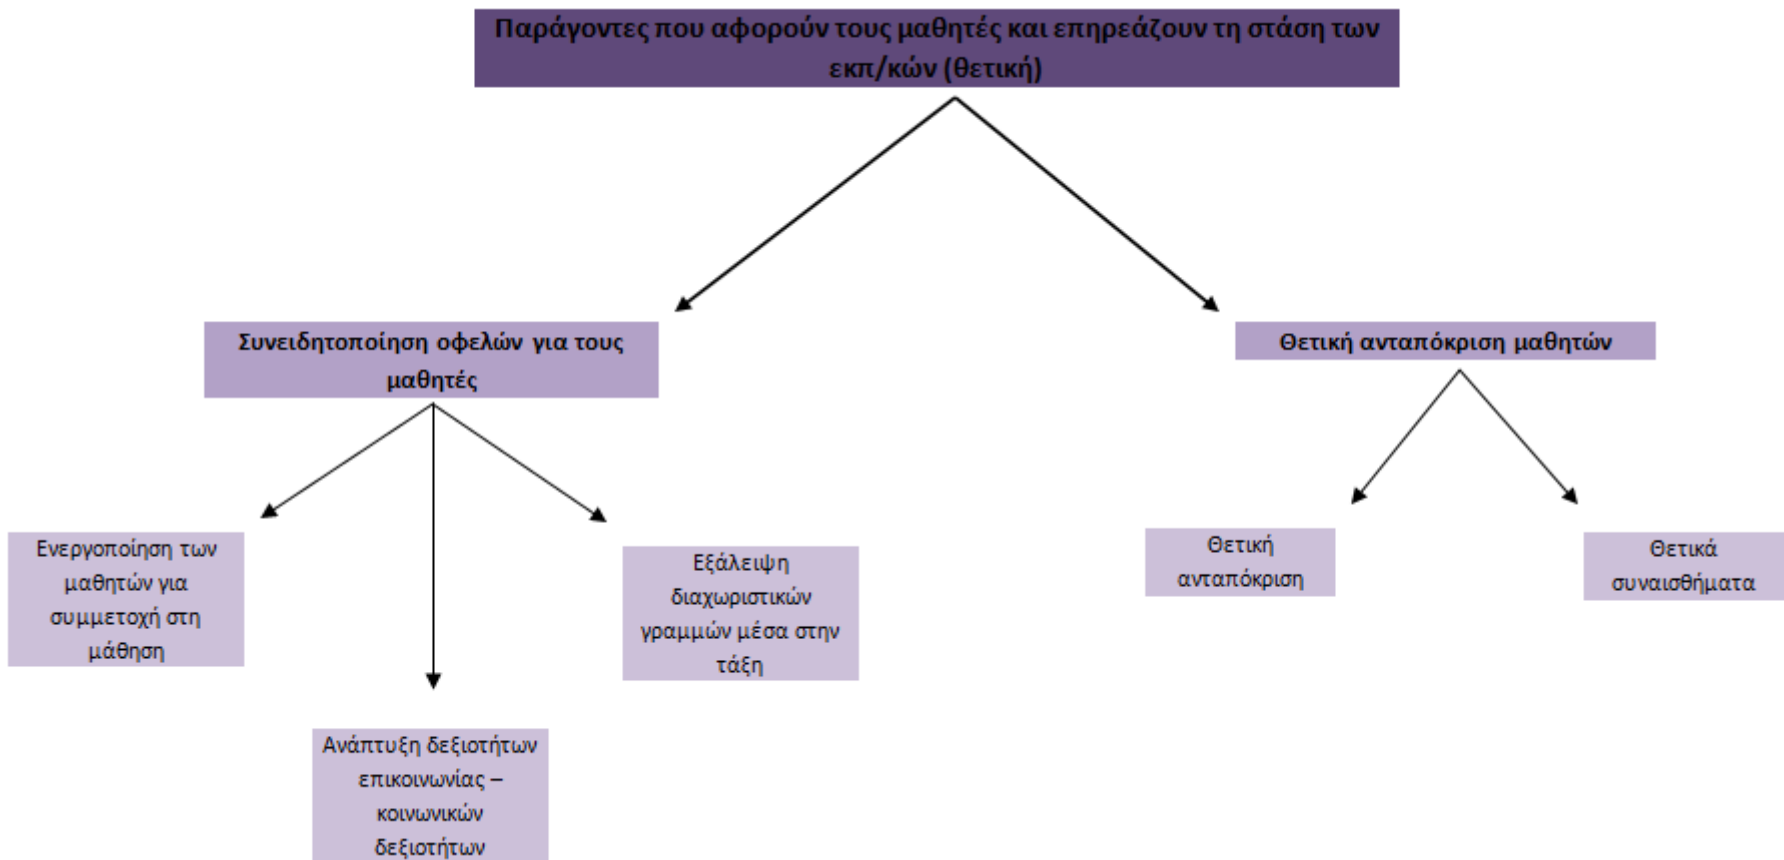 Παράγοντες που αφορούν τους μαθητές και επηρεάζουν τη στάση των
εκπ/κών (θετική)
Συνειδητοποίηση οφελών για τους
μαθητές
Θετική ανταπόκριση μαθητών
Ενεργοποίηση των
μαθητών για
συμμετοχή στη
μάθηση
Ανάπτυξη δεξιοτήτων
επικοινωνίας –
κοινωνικών
δεξιοτήτων
Εξάλειψη
διαχωριστικών
γραμμών μέσα στην
τάξη
Θετική
ανταπόκριση
Θετικά
συναισθήματα